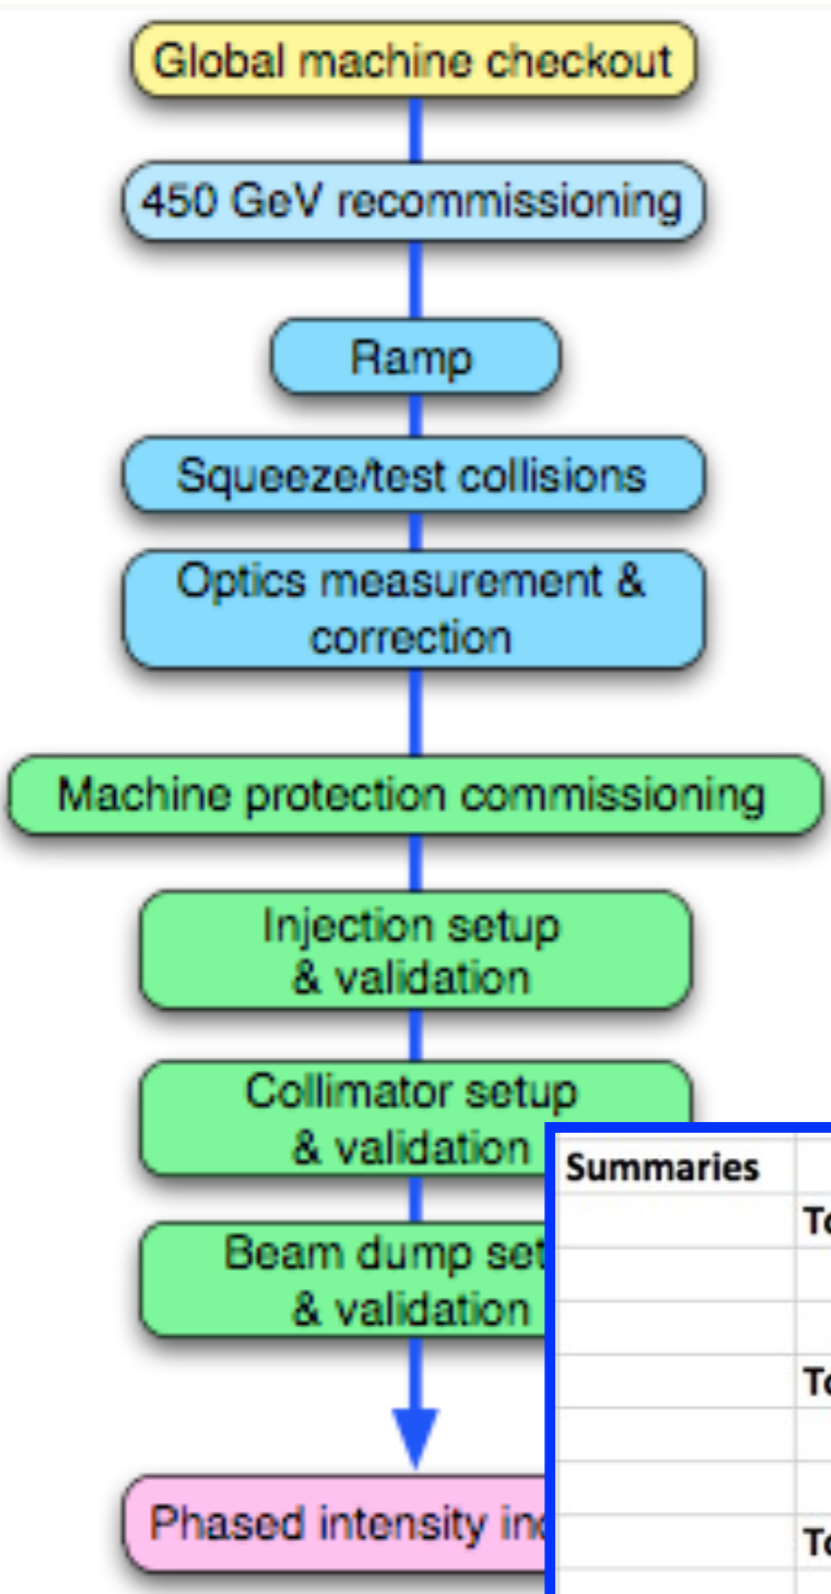 Global machine checkout
450 GeV recommissioning
Ramp
Squeeze/test collisions
Optics measurement &
correction
Machine protection commissioning
Injection setup
& validation
Collimator setup
& validation
Beam dump
& validation
Phased intensity
Summaries